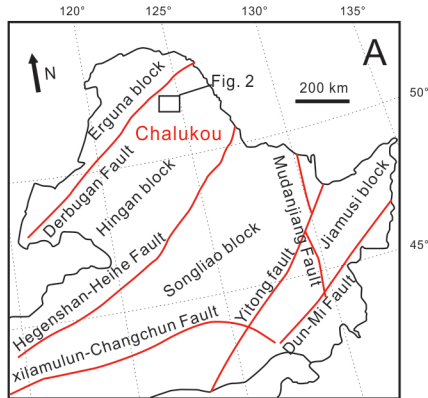 120°
125°
130°
135°
A
N
Fig. 2
200 km
50°
Erguna block
Chalukou
Derbugan Fault
Hingan block
Mudanjiang Fault
Jiamusi block
45°
Hegenshan-Heihe Fault
Songliao block
Yitong fault
Dun-Mi Fault
xilamulun-Changchun Fault